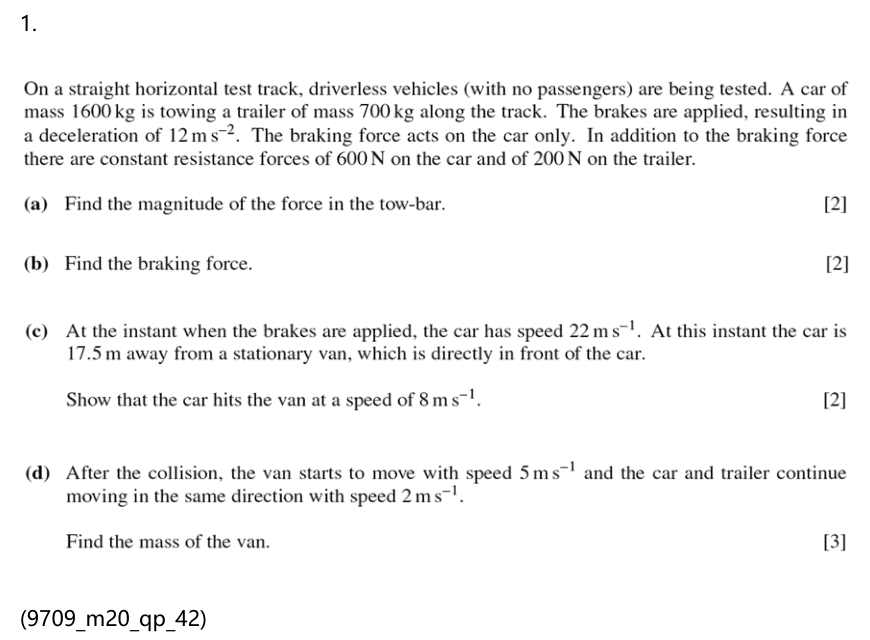 1.
On a straight horizontal test track, driverless vehicles (with no passengers) are being tested. A car of
mass 1600 kg is towing a trailer of mass 700 kg along the track. The brakes are applied, resulting in
a deceleration of 12 m s⁻². The braking force acts on the car only. In addition to the braking force
there are constant resistance forces of 600 N on the car and of 200 N on the trailer.
(a) Find the magnitude of the force in the tow-bar. [2]
(b) Find the braking force. [2]
(c) At the instant when the brakes are applied, the car has speed 22 m s⁻¹. At this instant the car is
17.5 m away from a stationary van, which is directly in front of the car.
Show that the car hits the van at a speed of 8 m s⁻¹. [2]
(d) After the collision, the van starts to move with speed 5 m s⁻¹ and the car and trailer continue
moving in the same direction with speed 2 m s⁻¹.
Find the mass of the van. [3]
(9709_m20_qp_42)